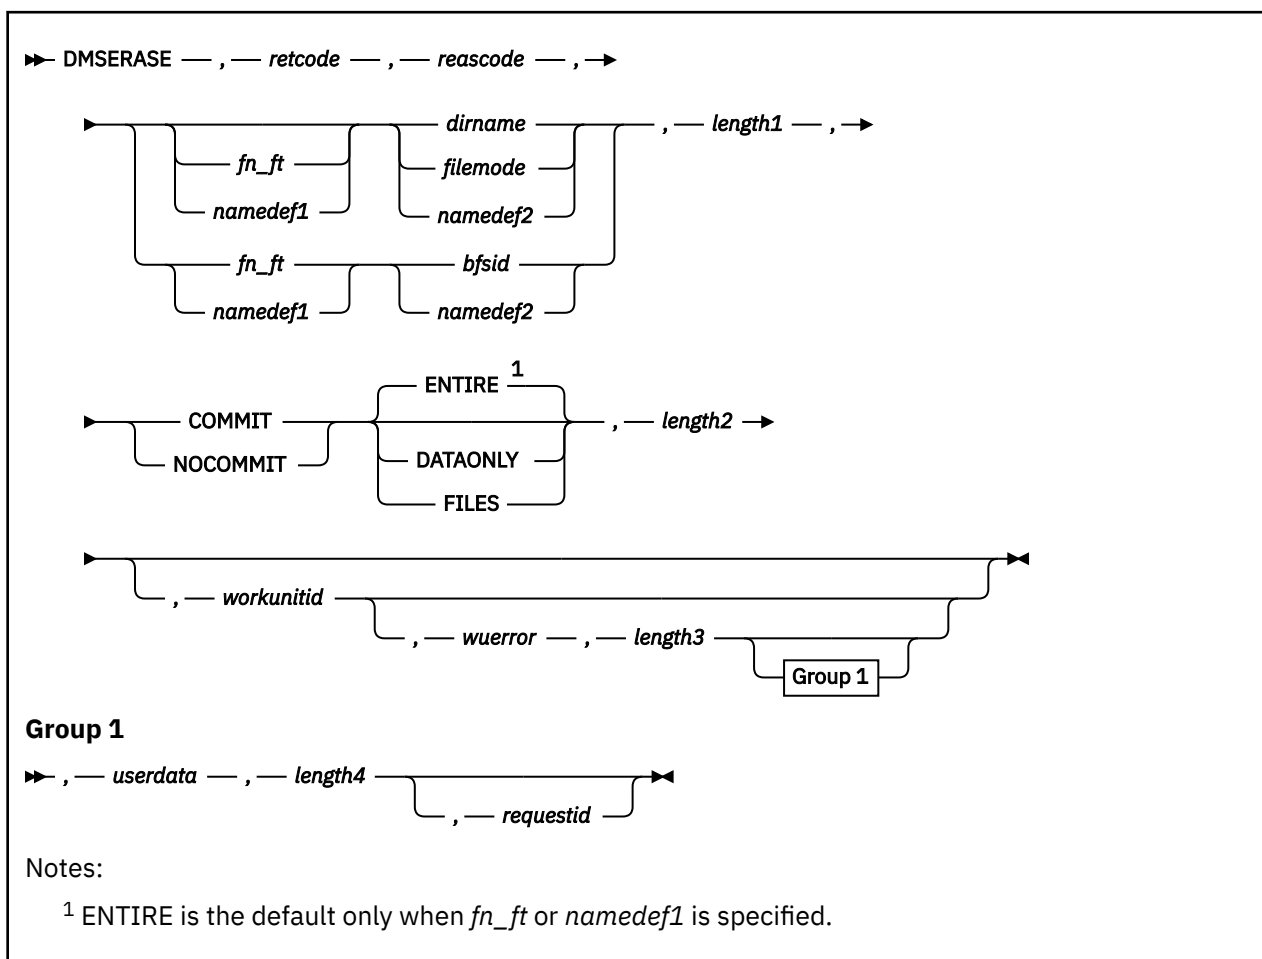 DMSERASE , retcode , reascode ,
dirname , length1 ,
fn_ft filemode
namedef1 namedef2
fn_ft bfsid
namedef1 namedef2
ENTIRE 1
COMMIT , length2
NOCOMMIT DATAONLY
FILES
, workunitid
, wuerror , length3
Group 1
Group 1
, userdata , length4
, requestid
Notes:
1 ENTIRE is the default only when fn_ft or namedef1 is specified.